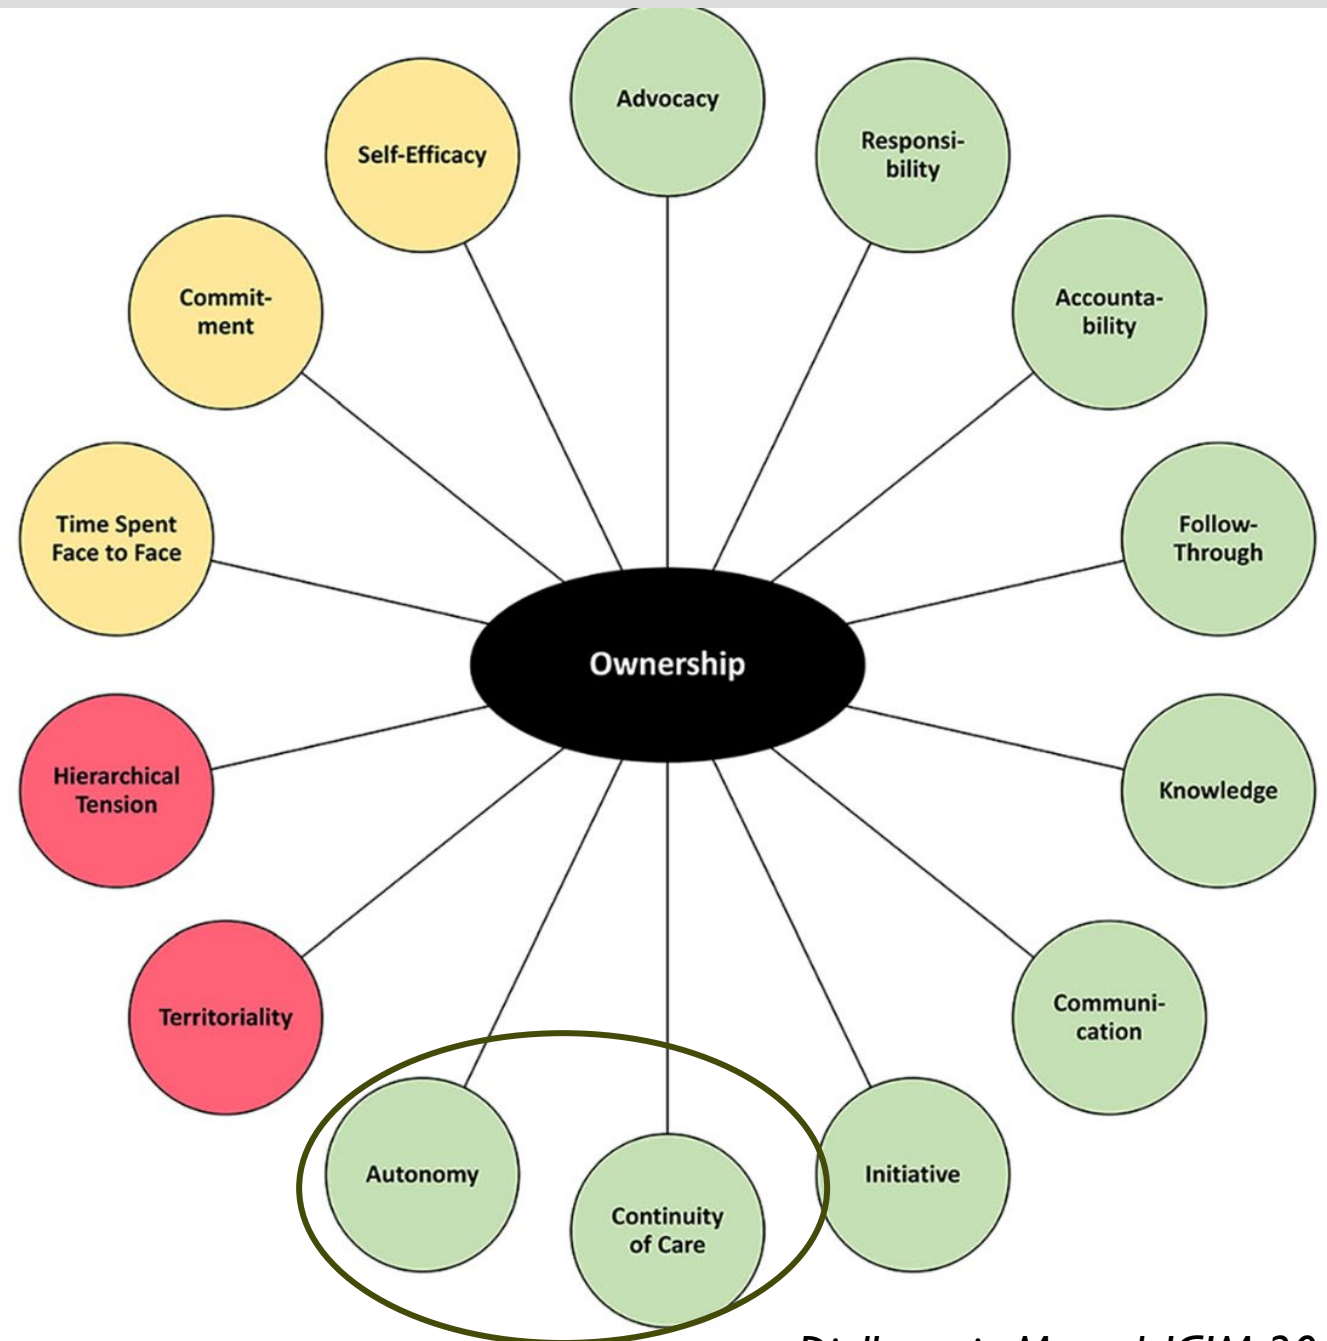 Advocacy
Responsi-
bility
Accounta-
bility
Follow-
Through
Knowledge
Communi-
cation
Initiative
Continuity
of Care
Autonomy
Territoriality
Hierarchical
Tension
Time Spent
Face to Face
Commit-
ment
Self-Efficacy
Ownership